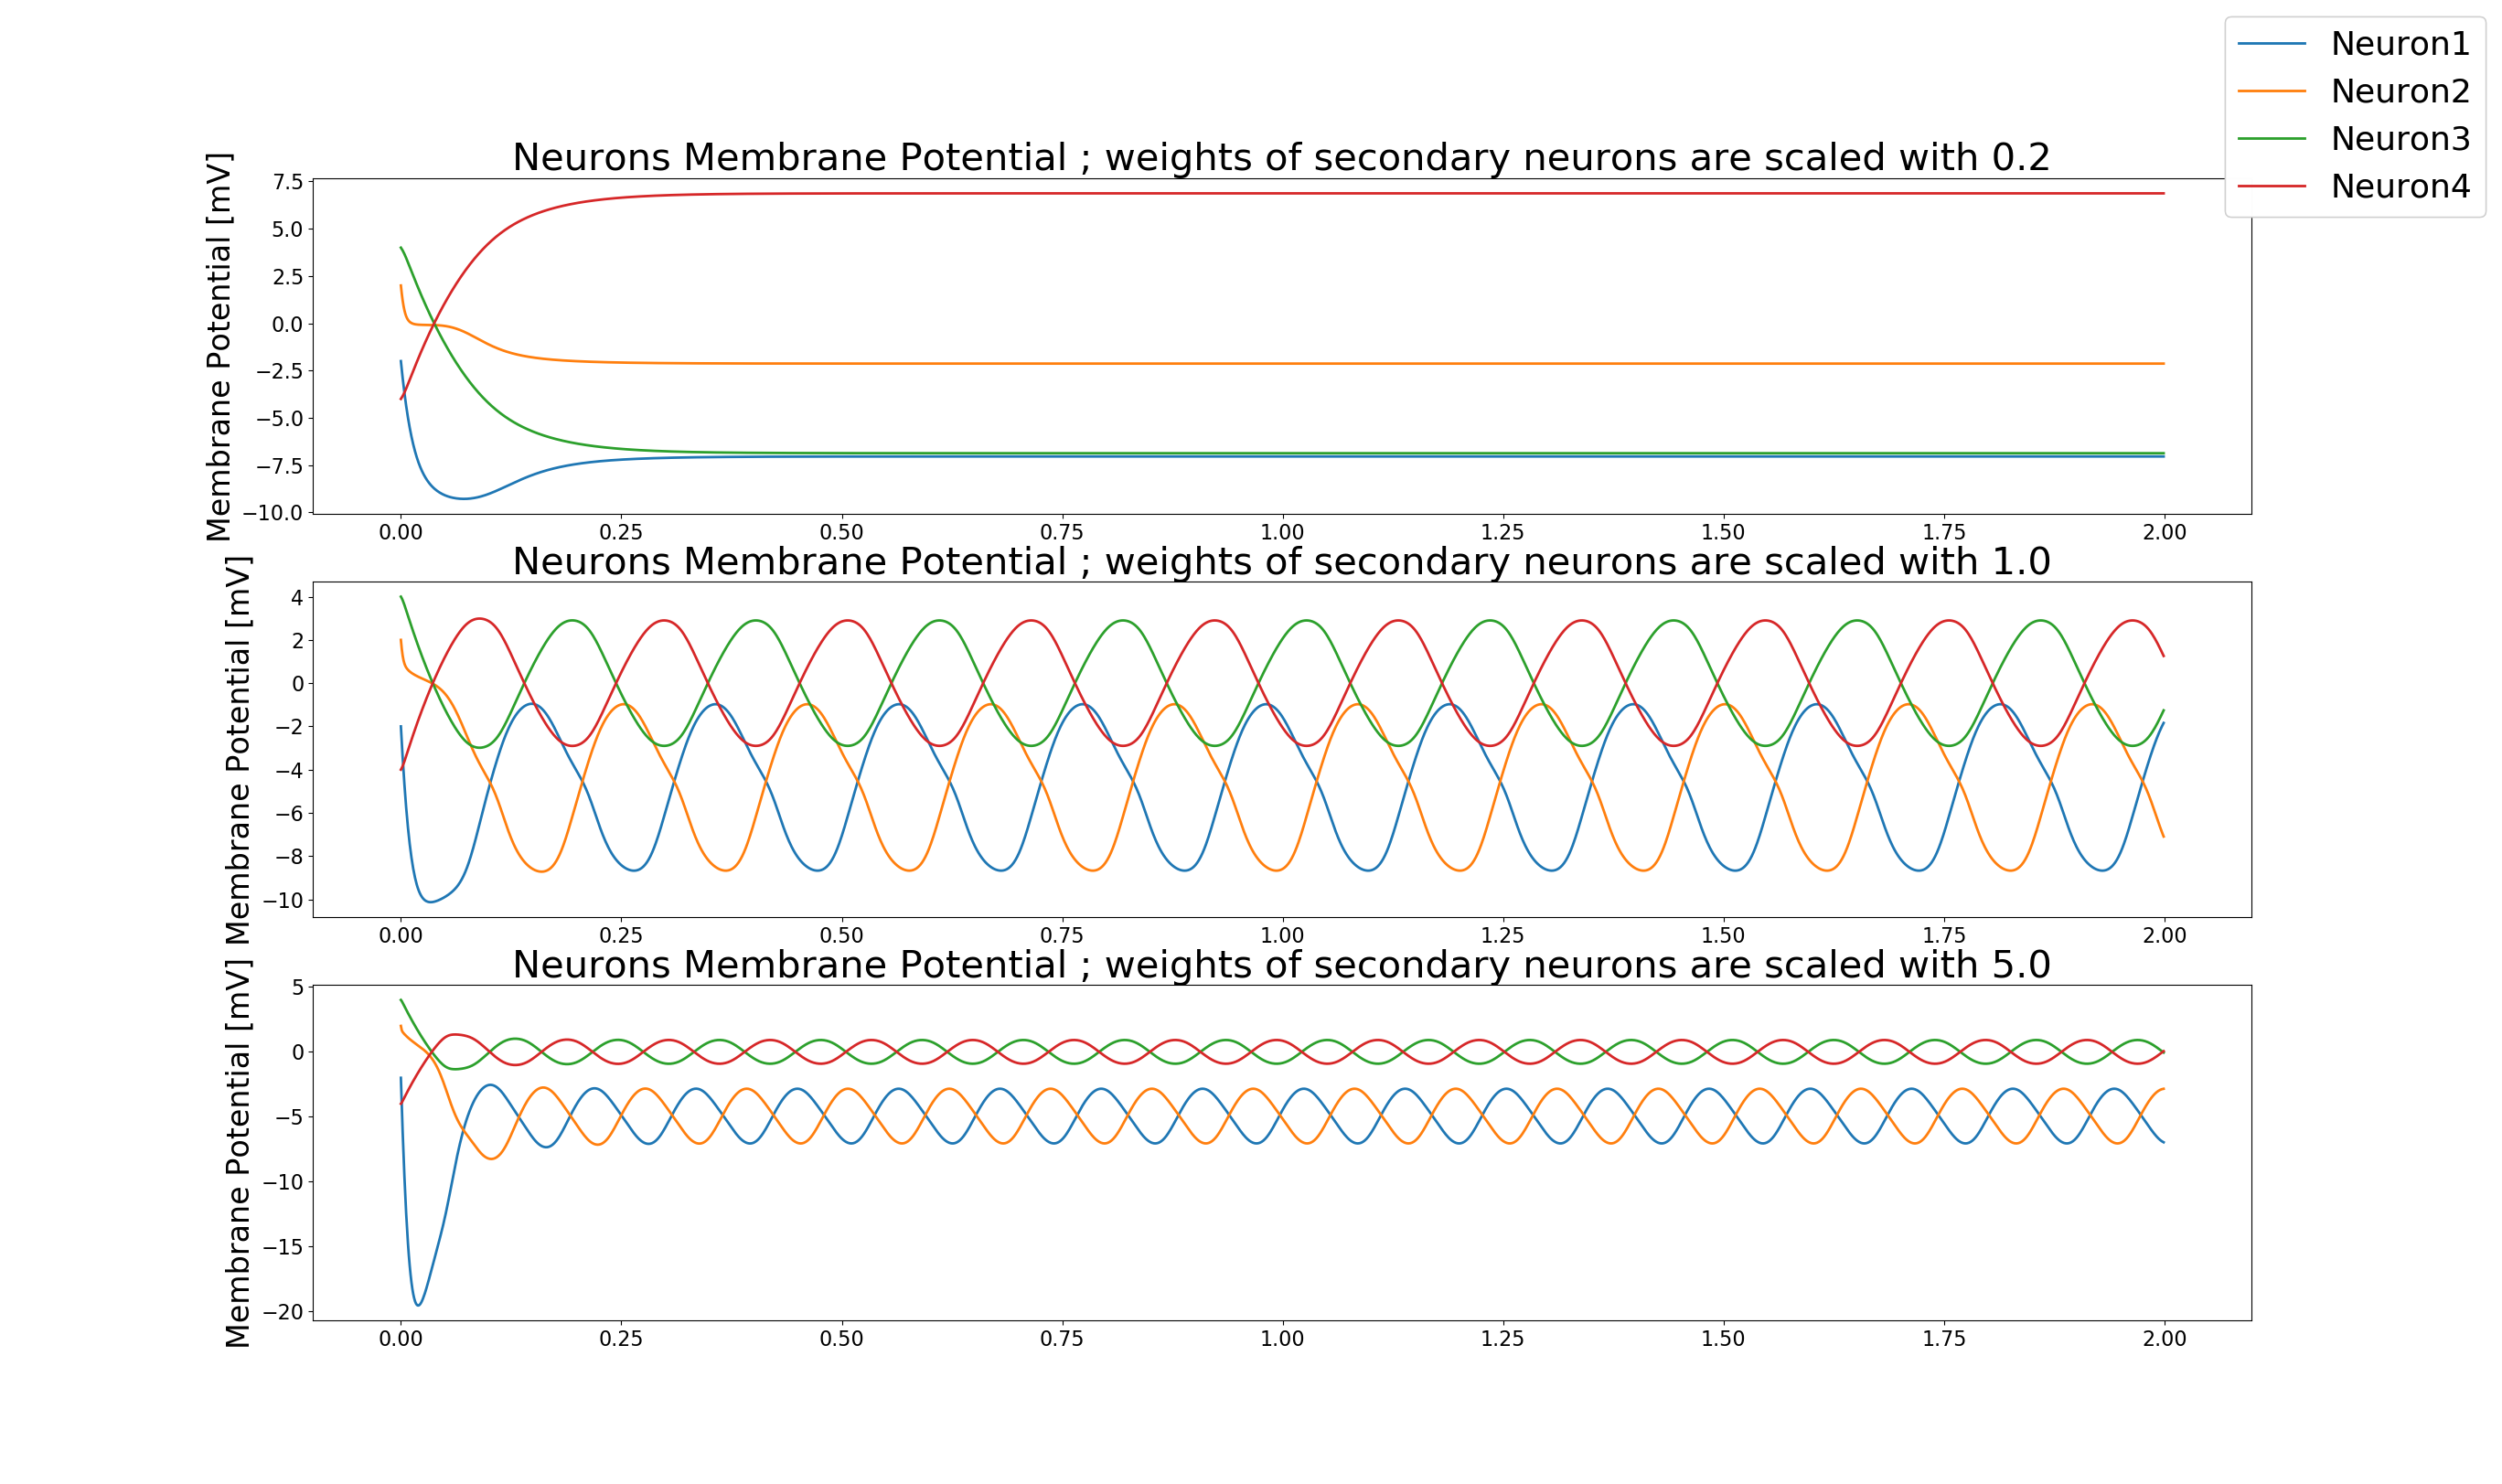 Neuron1
Neuron2
Neuron3
Neuron4
Neurons Membrane Potential ; weights of secondary neurons are scaled with 0.2
Membrane Potential [mV]
7.5
5.0
2.5
0.0
−2.5
−5.0
−7.5
−10.0
0.00 0.25 0.50 0.75 1.00 1.25 1.50 1.75 2.00
Neurons Membrane Potential ; weights of secondary neurons are scaled with 1.0
Membrane Potential [mV]
4
2
0
−2
−4
−6
−8
−10
0.00 0.25 0.50 0.75 1.00 1.25 1.50 1.75 2.00
Neurons Membrane Potential ; weights of secondary neurons are scaled with 5.0
Membrane Potential [mV]
5
0
−5
−10
−15
−20
0.00 0.25 0.50 0.75 1.00 1.25 1.50 1.75 2.00